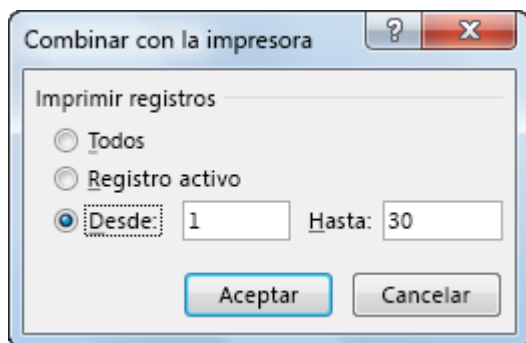 Combinar con la impresora
Imprimir registros
Todos
Registro activo
Desde: 1 Hasta: 30
Aceptar Cancelar